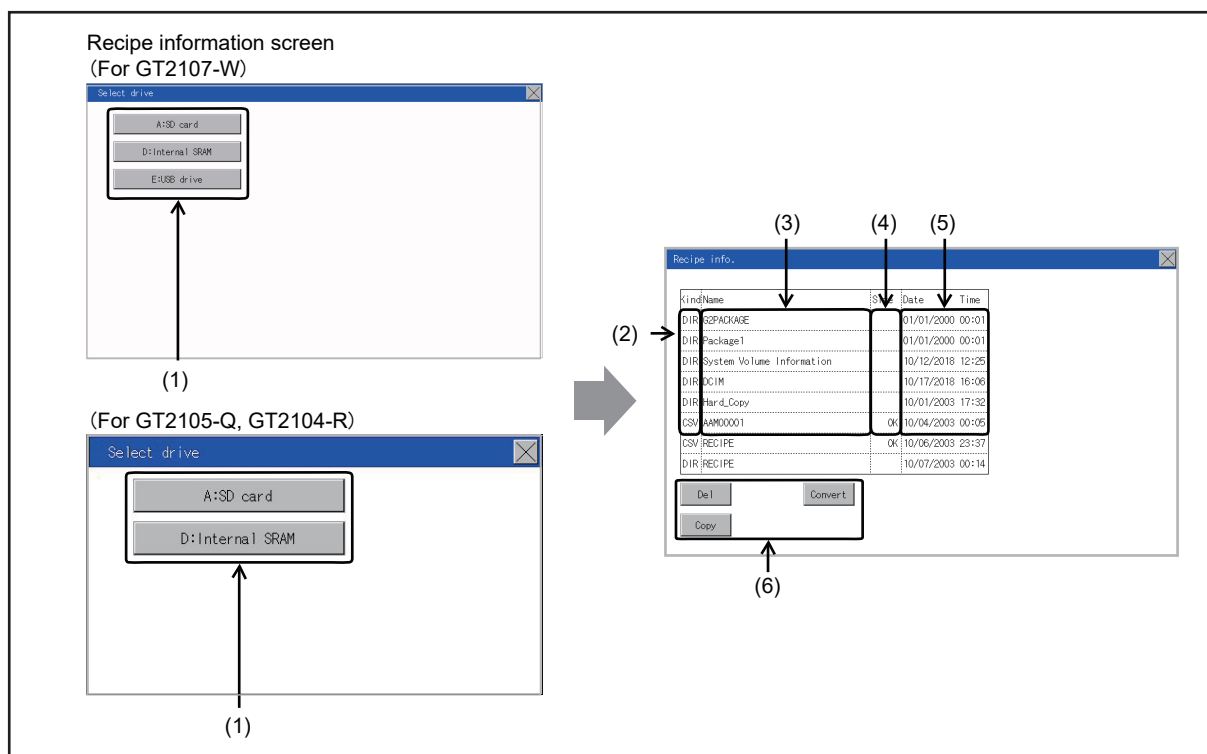 Recipe information screen
(For GT2107-W)
Select drive
A:SD card
D:Internal SRAM
E:USB drive
(1)
(For GT2105-Q, GT2104-R)
Select drive
A:SD card
D:Internal SRAM
(1)
(3) (4) (5)
Recipe info.
Kind Name Size Date Time
(2)
DIR G2PACKAGE 01/01/2000 00:01
DIR Package1 01/01/2000 00:01
DIR System Volume Information 10/12/2018 12:25
DIR DCIM 10/17/2018 16:06
DIR Hard_Copy 10/01/2003 17:32
CSV AAM00001 0K 10/04/2003 00:05
CSV RECIPE 0K 10/06/2003 23:37
DIR RECIPE 10/07/2003 00:14
Del Convert
Copy
(6)